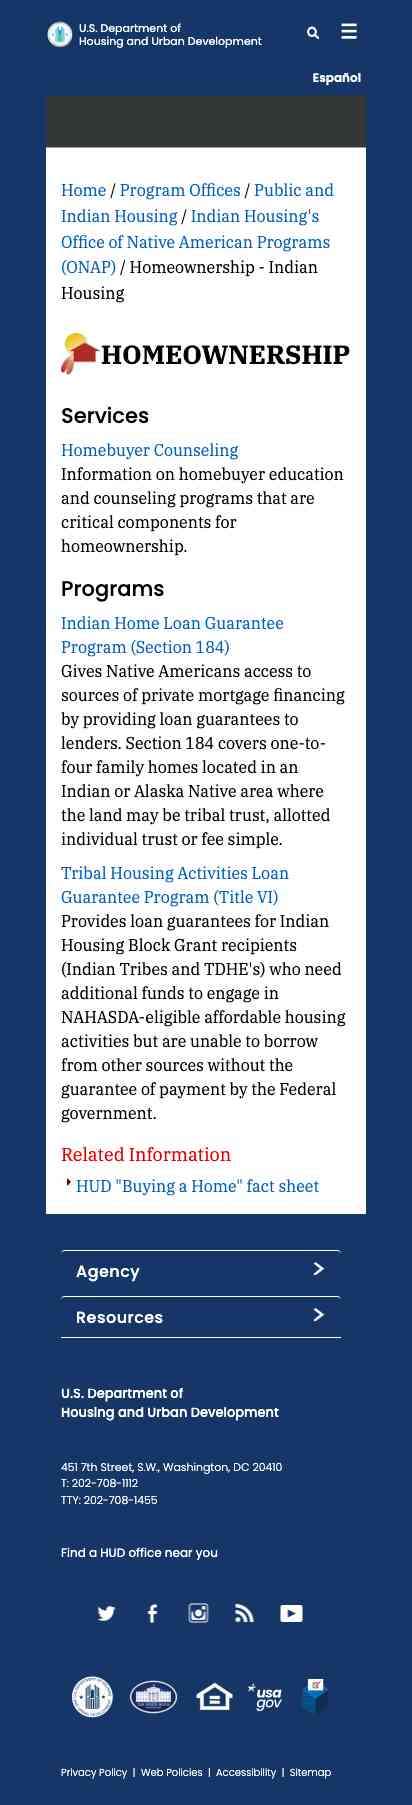 U.S. Department of
Housing and Urban Development
Español
Home / Program Offices / Public and
Indian Housing / Indian Housing's
Office of Native American Programs
(ONAP) / Homeownership - Indian
Housing
HOMEOWNERSHIP
Services
Homebuyer Counseling
Information on homebuyer education
and counseling programs that are
critical components for
homeownership.
Programs
Indian Home Loan Guarantee
Program (Section 184)
Gives Native Americans access to
sources of private mortgage financing
by providing loan guarantees to
lenders. Section 184 covers one-to-
four family homes located in an
Indian or Alaska Native area where
the land may be tribal trust, allotted
individual trust or fee simple.
Tribal Housing Activities Loan
Guarantee Program (Title VI)
Provides loan guarantees for Indian
Housing Block Grant recipients
(Indian Tribes and TDHE's) who need
additional funds to engage in
NAHASDA-eligible affordable housing
activities but are unable to borrow
from other sources without the
guarantee of payment by the Federal
government.
Related Information
HUD "Buying a Home" fact sheet
Agency
Resources
U.S. Department of
Housing and Urban Development
451 7th Street, S.W., Washington, DC 20410
T: 202-708-1112
TTY: 202-708-1455
Find a HUD office near you
usa
gov
Privacy Policy | Web Policies | Accessibility | Sitemap